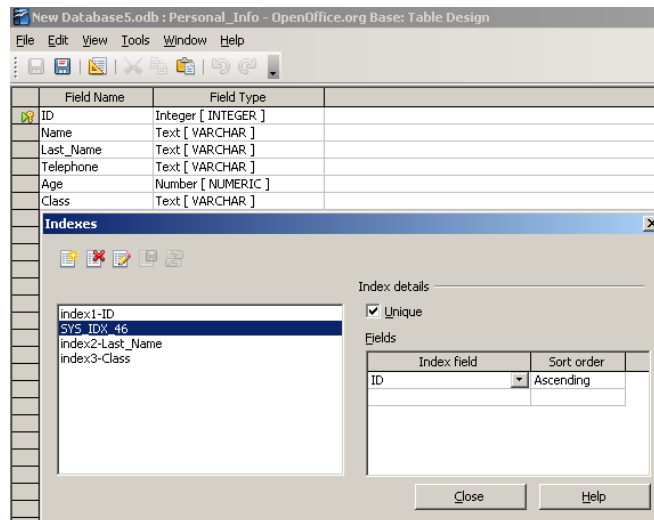 New Database5.odb : Personal_Info - OpenOffice.org Base: Table Design
File Edit View Tools Window Help
Field Name Field Type
ID Integer [ INTEGER ]
Name Text [ VARCHAR ]
Last_Name Text [ VARCHAR ]
Telephone Text [ VARCHAR ]
Age Number [ NUMERIC ]
Class Text [ VARCHAR ]
Indexes
index1-ID
SYS_IDX_46
index2-Last_Name
index3-Class
Index details
Unique
Fields
Index field Sort order
ID Ascending
Close Help